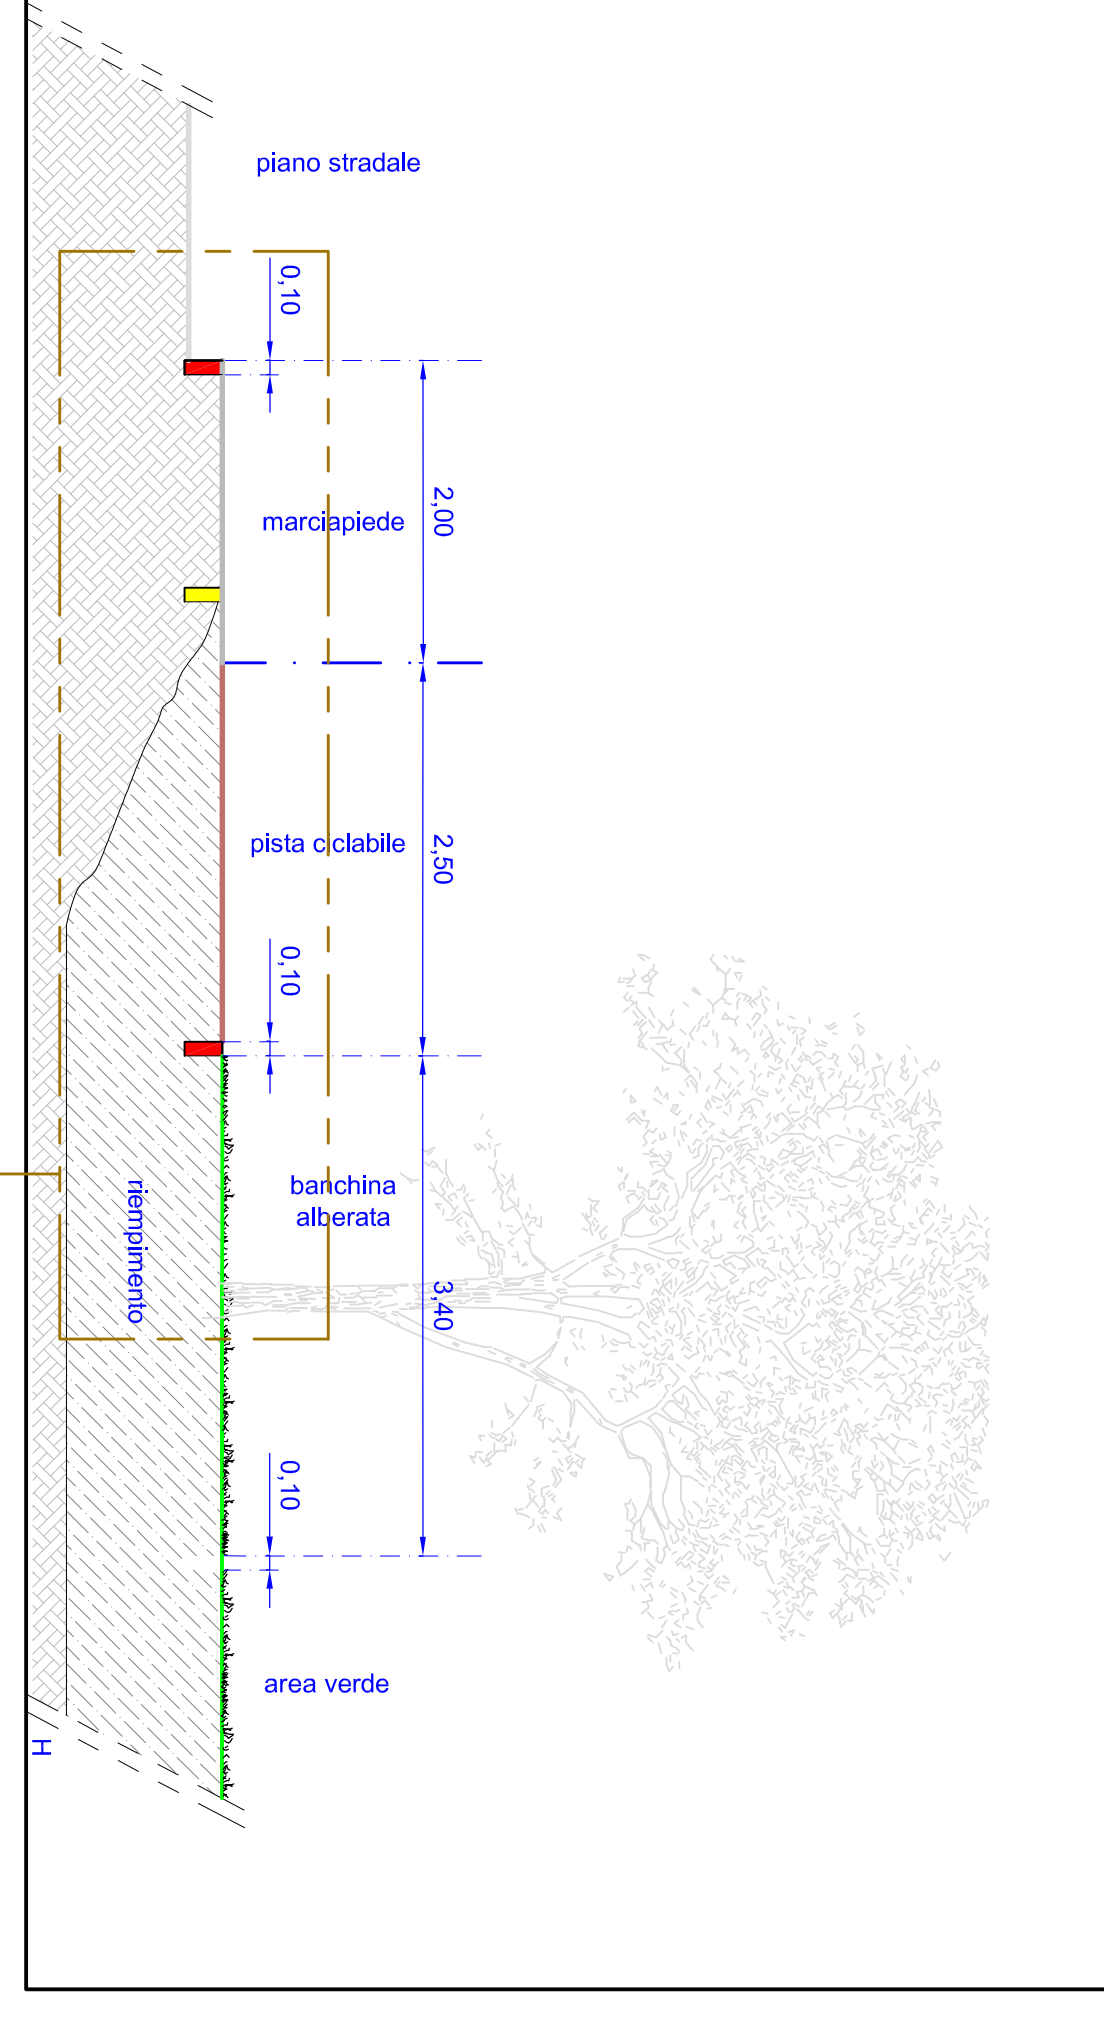 piano stradale
0,10
2,00
marciapiede
2,50
pista ciclabile
0,10
banchina
alberata
riempimento
3,40
0,10
area verde
H